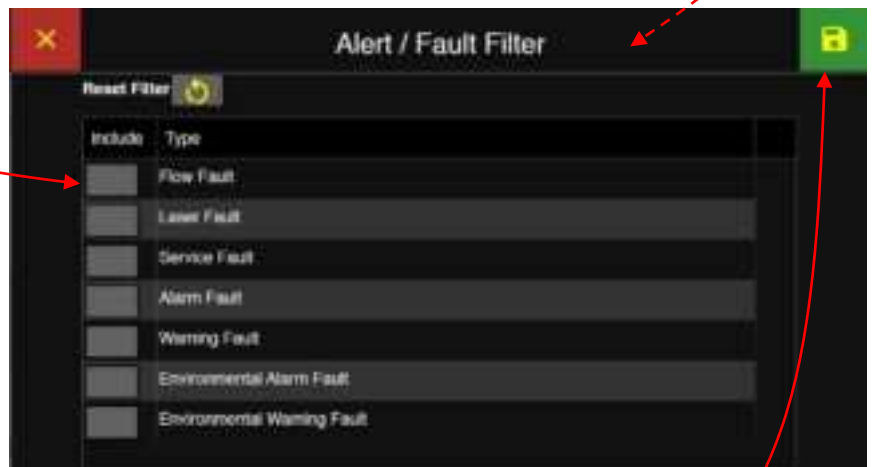 Alert / Fault Filter
Reset Filter
Include Type
Flow Fault
Laser Fault
Service Fault
Alarm Fault
Warning Fault
Environmental Alarm Fault
Environmental Warning Fault